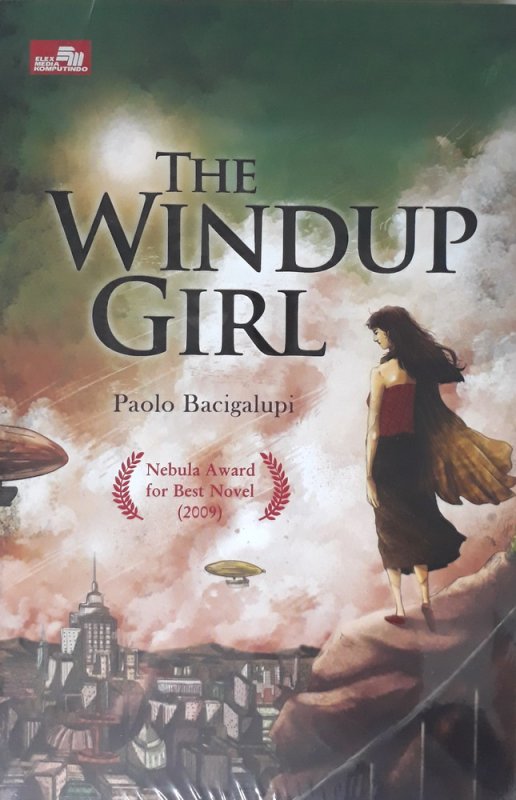 ELEX
MEDIA
KOMPUTINDO
THE
WINDUP
GIRL
Paolo Bacigalupi
Nebula Award
for Best Novel
(2009)